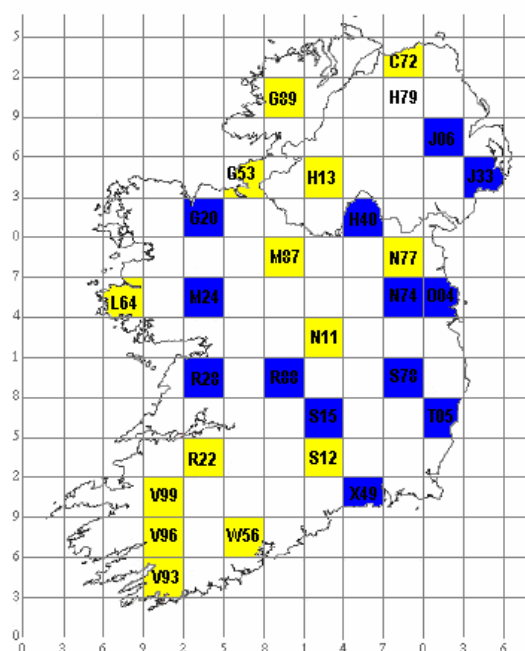 5
C72
2
G89 H79
9
J06
6
G53 H13 J33
3
G20 H40
0
M87 N77
7
L64 M24 N74 O04
4
N11
1
R28 R88 S78
8
S15 T05
5
R22 S12
2
V99 X49
9
V96 W56
6
V93
3
0
0 3 6 9 2 5 8 1 4 7 0 3 6